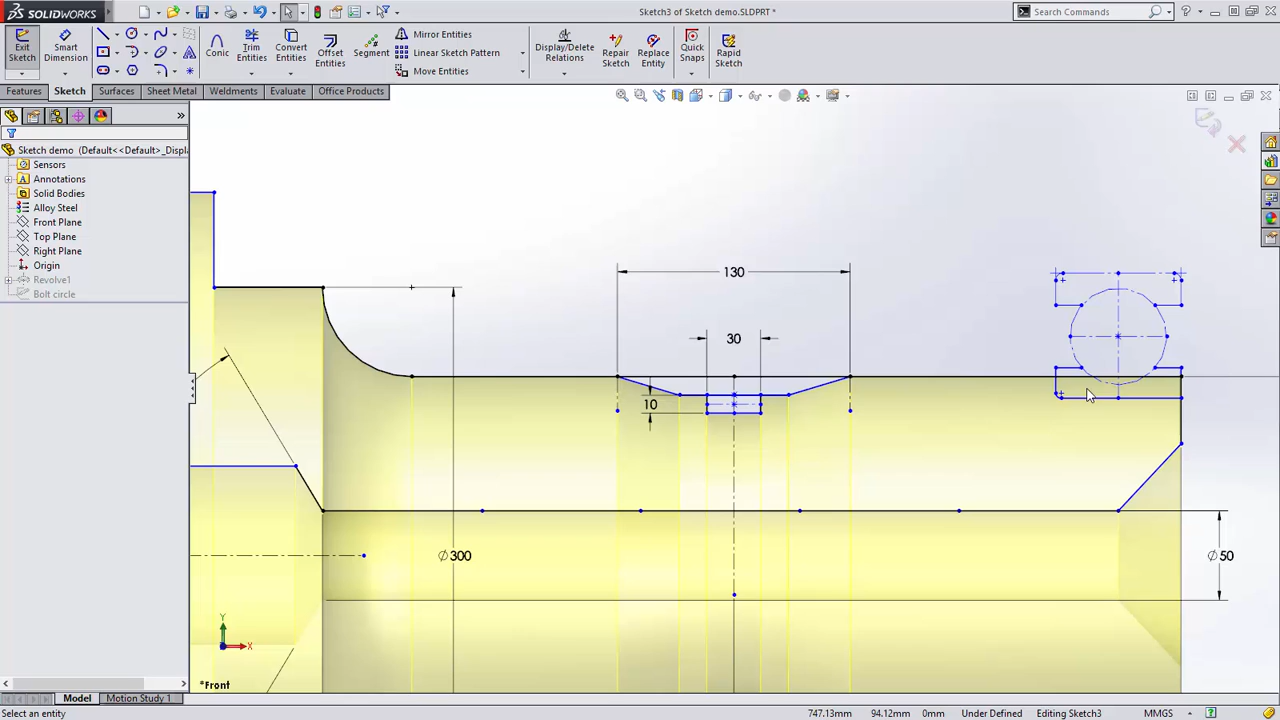 SOLIDWORKS
Sketch3 of Sketch demo.SLDPRT *
Search Commands
Exit Sketch
Smart Dimension
Conic
Trim Entities
Convert Entities
Offset Entities
Segment
Mirror Entities
Linear Sketch Pattern
Move Entities
Display/Delete Relations
Repair Sketch
Replace Entity
Quick Snaps
Rapid Sketch
Features
Sketch
Surfaces
Sheet Metal
Weldments
Evaluate
Office Products
Sketch demo (Default<<Default>_Displ
Sensors
Annotations
Solid Bodies
Alloy Steel
Front Plane
Top Plane
Right Plane
Origin
Revolve1
Bolt circle
130
30
10
∅300
∅50
Y
X
*Front
Model
Motion Study 1
Select an entity
747.13mm
94.12mm
0mm
Under Defined
Editing Sketch3
MMGS